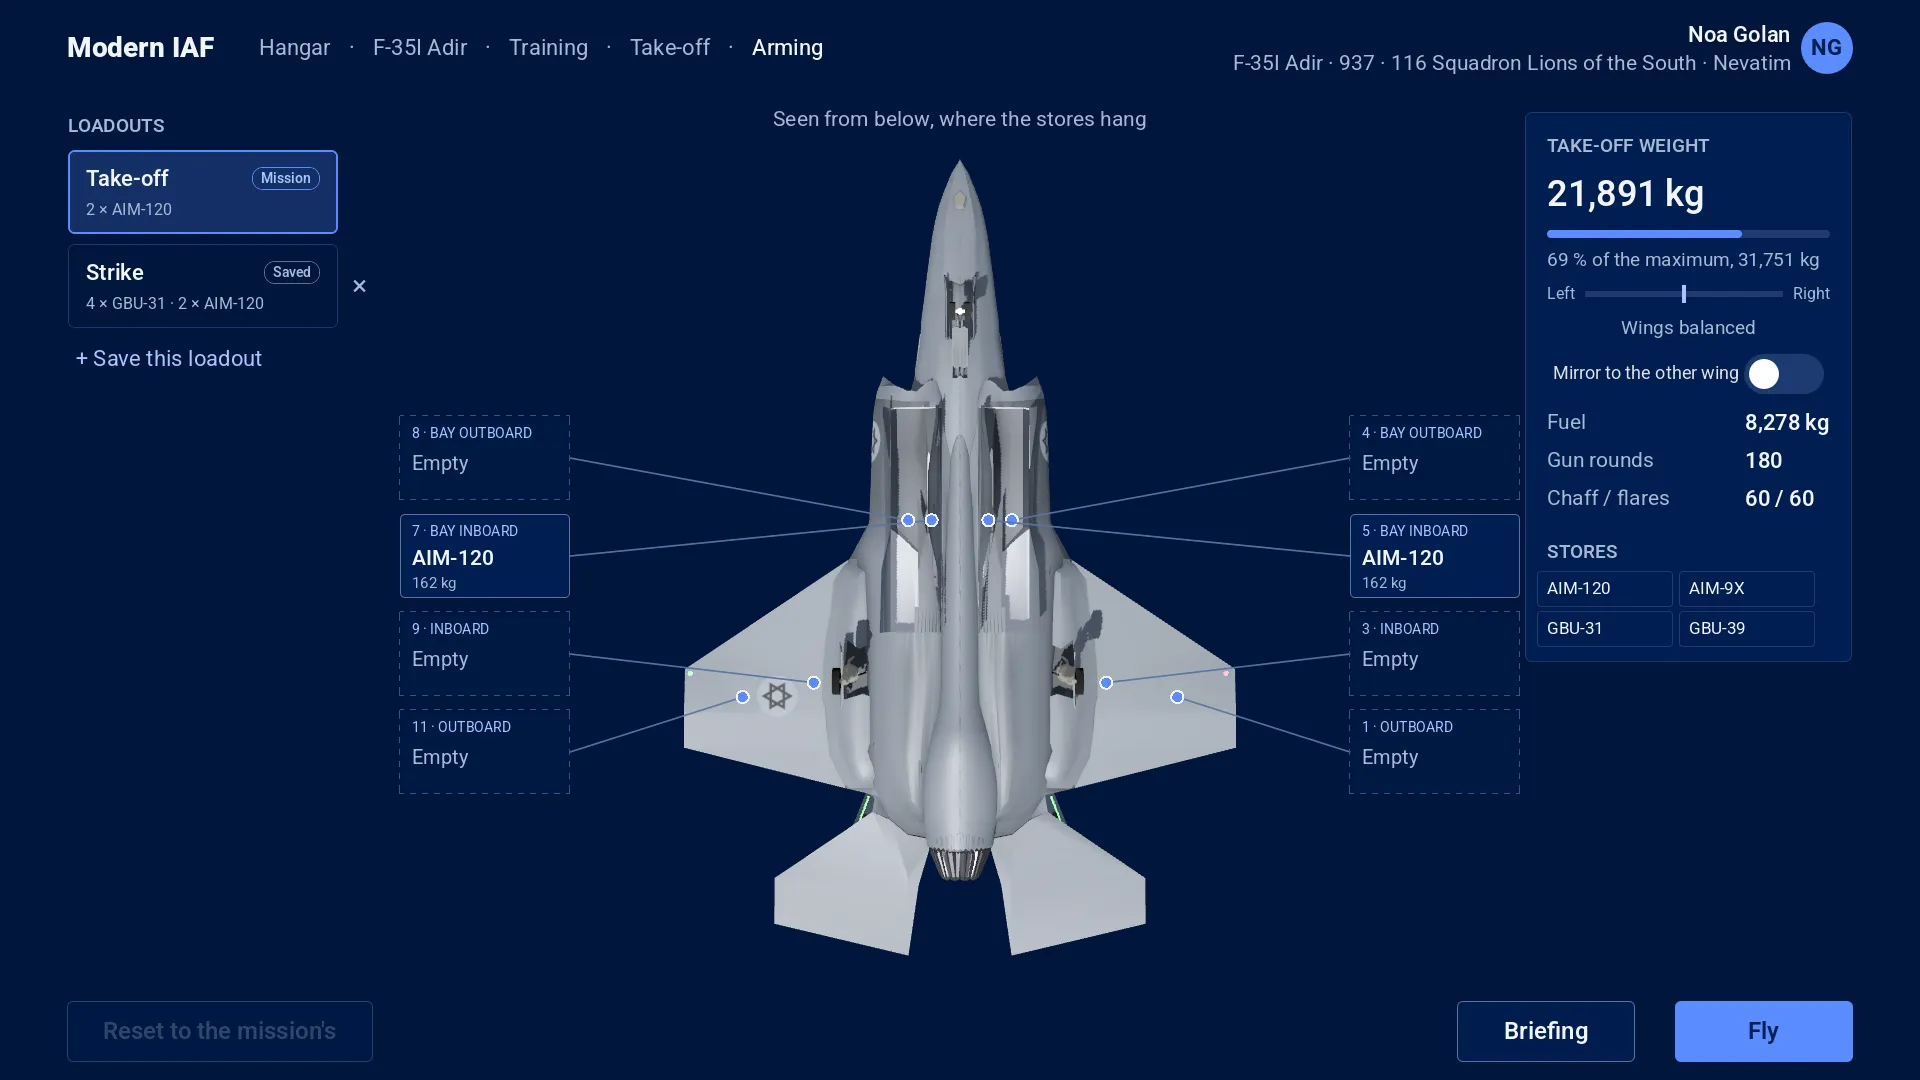 Modern IAF
Hangar · F-35I Adir · Training · Take-off · Arming
Noa Golan
F-35I Adir · 937 · 116 Squadron Lions of the South · Nevatim
NG
LOADOUTS
Take-off
Mission
2 × AIM-120
Strike
Saved
4 × GBU-31 · 2 × AIM-120
×
+ Save this loadout
Seen from below, where the stores hang
8 · BAY OUTBOARD
Empty
7 · BAY INBOARD
AIM-120
162 kg
9 · INBOARD
Empty
11 · OUTBOARD
Empty
4 · BAY OUTBOARD
Empty
5 · BAY INBOARD
AIM-120
162 kg
3 · INBOARD
Empty
1 · OUTBOARD
Empty
TAKE-OFF WEIGHT
21,891 kg
69 % of the maximum, 31,751 kg
Left
Right
Wings balanced
Mirror to the other wing
Fuel 8,278 kg
Gun rounds 180
Chaff / flares 60 / 60
STORES
AIM-120
AIM-9X
GBU-31
GBU-39
Reset to the mission's
Briefing
Fly